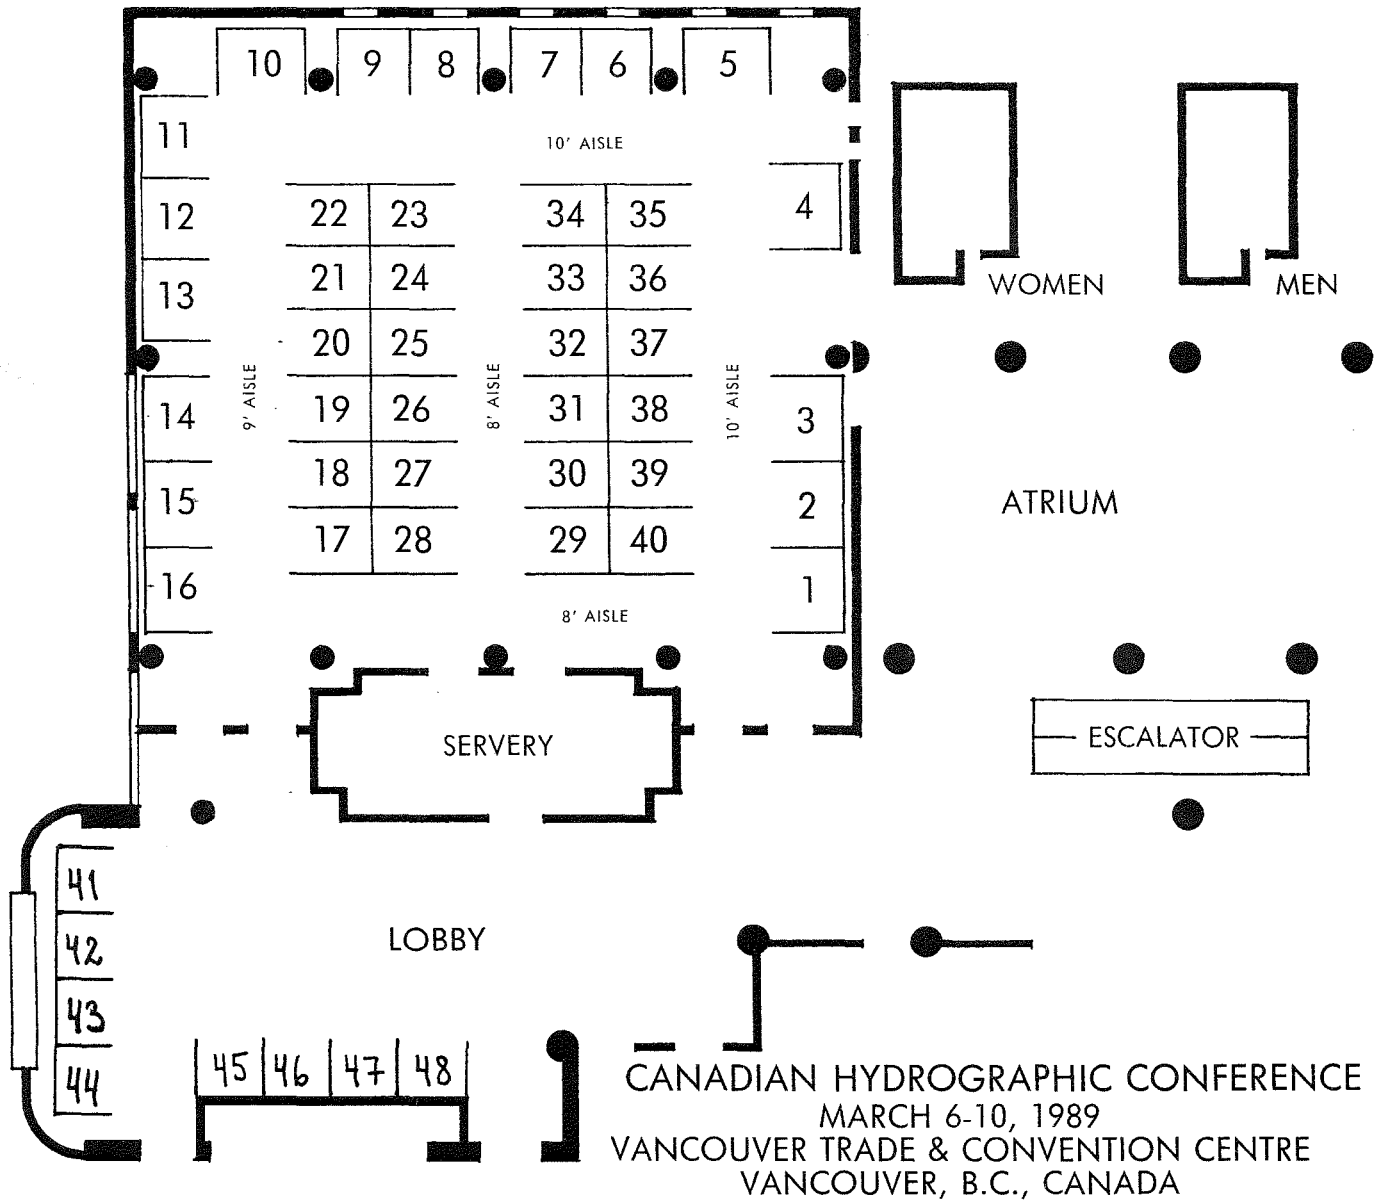 10 9 8 7 6 5
11
10' AISLE
12 22 23 34 35 4
21 24 33 36
WOMEN MEN
13
20 25 32 37
9' AISLE 8' AISLE 10' AISLE
14 19 26 31 38 3
18 27 30 39
15 2 ATRIUM
17 28 29 40
16 1
8' AISLE
SERVERY ESCALATOR
41
42 LOBBY
43
44 45 46 47 48
CANADIAN HYDROGRAPHIC CONFERENCE
MARCH 6-10, 1989
VANCOUVER TRADE & CONVENTION CENTRE
VANCOUVER, B.C., CANADA